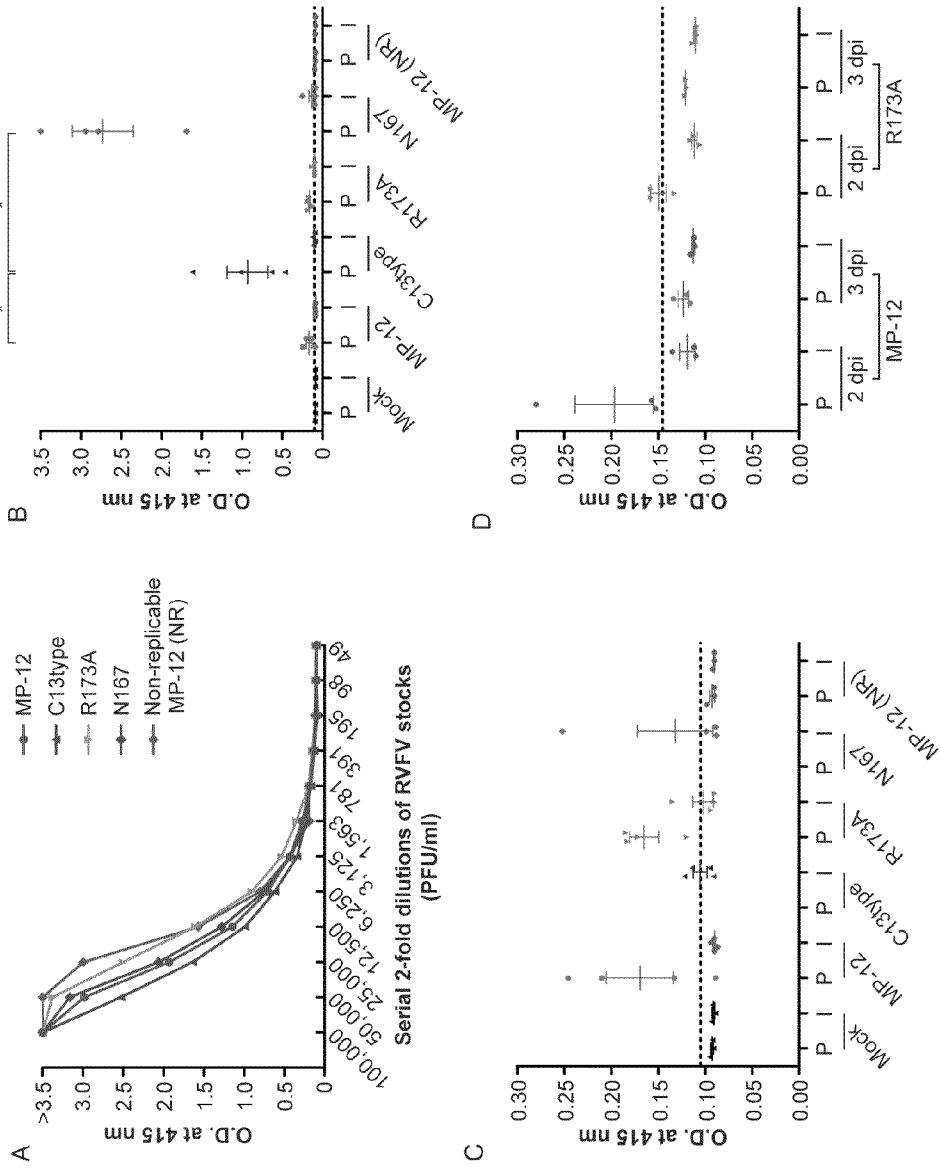 A
O.D. at 415 nm
>3.5
3.0
2.5
2.0
1.5
1.0
0.5
0
100,000
50,000
25,000
12,500
6,250
3,125
1,563
781
391
195
98
49
Serial 2-fold dilutions of RVFV stocks
(PFU/ml)
MP-12
C13type
R173A
N167
Non-replicable
MP-12 (NR)
B
O.D. at 415 nm
3.5
3.0
2.5
2.0
1.5
1.0
0.5
0
P I P I P I P I P I P I
Mock MP-12 C13type R173A N167 MP-12 (NR)
C
O.D. at 415 nm
0.30
0.25
0.20
0.15
0.10
0.05
0.00
P I P I P I P I P I P I
Mock MP-12 C13type R173A N167 MP-12 (NR)
D
O.D. at 415 nm
0.30
0.25
0.20
0.15
0.10
0.05
0.00
P I P I P I P I
2 dpi 3 dpi 2 dpi 3 dpi
MP-12 R173A